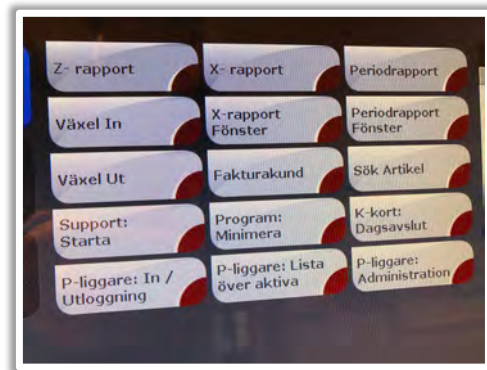 Z- rapport
X- rapport
Periodrapport
Växel In
X-rapport
Fönster
Periodrapport
Fönster
Växel Ut
Fakturakund
Sök Artikel
Support:
Starta
Program:
Minimera
K-kort:
Dagsavslut
P-liggare: In /
Utloggning
P-liggare: Lista
över aktiva
P-liggare:
Administration